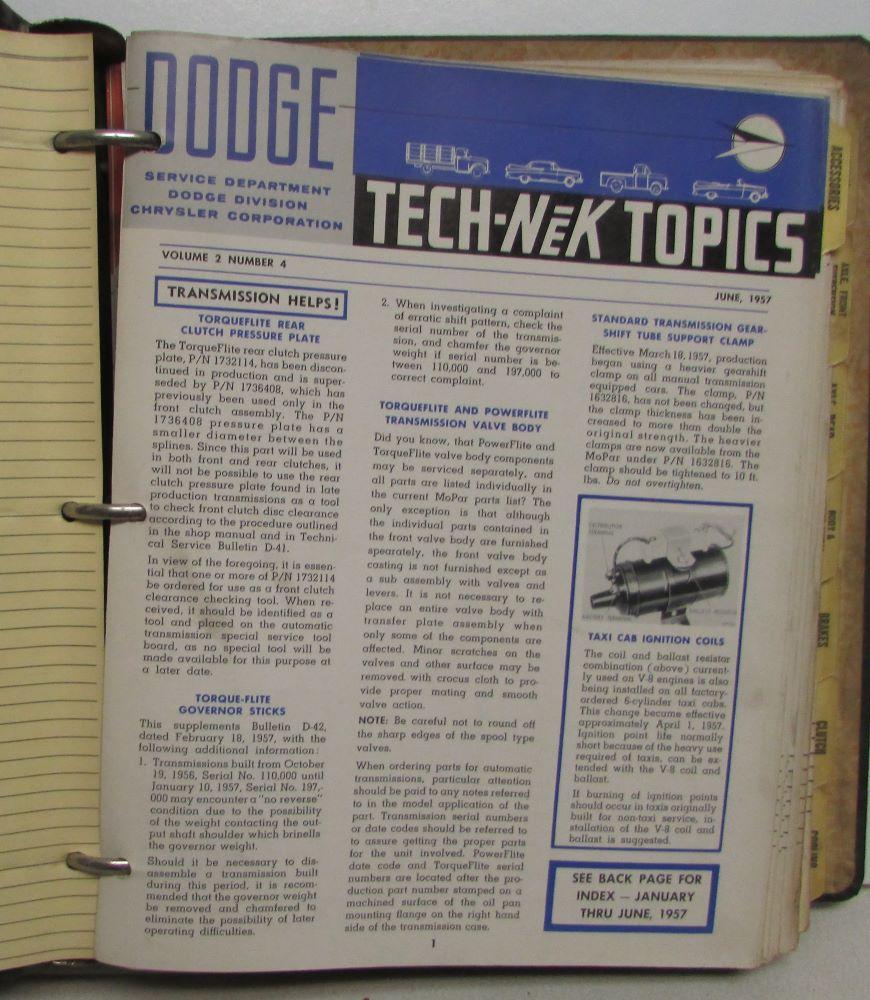 DODGE
SERVICE DEPARTMENT
DODGE DIVISION
CHRYSLER CORPORATION
TECH-NēK TOPICS
VOLUME 2 NUMBER 4
JUNE, 1957
TRANSMISSION HELPS!
TORQUEFLITE REAR
CLUTCH PRESSURE PLATE
The TorqueFlite rear clutch pressure
plate, P/N 1732114, has been discon-
tinued in production and is super-
seded by P/N 1736408, which has
previously been used only in the
front clutch assembly. The P/N
1736408 pressure plate has a
smaller diameter between the
splines. Since this part will be used
in both front and rear clutches, it
will not be possible to use the rear
clutch pressure plate found in late
production transmissions as a tool
to check front clutch disc clearance
according to the procedure outlined
in the shop manual and in Techni-
cal Service Bulletin D-41.
In view of the foregoing, it is essen-
tial that one or more of P/N 1732114
be ordered for use as a front clutch
clearance checking tool. When re-
ceived, it should be identified as a
tool and placed on the automatic
transmission special service tool
board, as no special tool will be
made available for this purpose at
a later date.
TORQUE-FLITE
GOVERNOR STICKS
This supplements Bulletin D-42,
dated February 18, 1957, with the
following additional information:
1. Transmissions built from October
19, 1956, Serial No. 110,000 until
January 10, 1957, Serial No. 197,-
000 may encounter a "no reverse"
condition due to the possibility
of the weight contacting the out-
put shaft shoulder which brinells
the governor weight.
Should it be necessary to dis-
assemble a transmission built
during this period, it is recom-
mended that the governor weight
be removed and chamfered to
eliminate the possibility of later
operating difficulties.
2. When investigating a complaint
of erratic shift pattern, check the
serial number of the transmis-
sion, and chamfer the governor
weight if serial number is be-
tween 110,000 and 197,000 to
correct complaint.
TORQUEFLITE AND POWERFLITE
TRANSMISSION VALVE BODY
Did you know, that PowerFlite and
TorqueFlite valve body components
may be serviced separately, and
all parts are listed individually in
the current MoPar parts list? The
only exception is that although
the individual parts contained in
the front valve body are furnished
spearately, the front valve body
casting is not furnished except as
a sub assembly with valves and
levers. It is not necessary to re-
place an entire valve body with
transfer plate assembly when
only some of the components are
affected. Minor scratches on the
valves and other surface may be
removed with crocus cloth to pro-
vide proper mating and smooth
valve action.
NOTE: Be careful not to round off
the sharp edges of the spool type
valves.
When ordering parts for automatic
transmissions, particular attention
should be paid to any notes referred
to in the model application of the
part. Transmission serial numbers
or date codes should be referred to
to assure getting the proper parts
for the unit involved. PowerFlite
date code and TorqueFlite serial
numbers are located after the pro-
duction part number stamped on a
machined surface of the oil pan
mounting flange on the right hand
side of the transmission case.
STANDARD TRANSMISSION GEAR-
SHIFT TUBE SUPPORT CLAMP
Effective March 18, 1957, production
began using a heavier gearshift
clamp on all manual transmission
equipped cars. The clamp, P/N
1632816, has not been changed, but
the clamp thickness has been in-
creased to more than double the
original strength. The heavier
clamps are now available from the
MoPar under P/N 1632816. The
clamp should be tightened to 10 ft.
lbs. Do not overtighten.
DISTRIBUTOR
TERMINAL
BALLAST RESISTOR
BATTERY TERMINAL
TAXI CAB IGNITION COILS
The coil and ballast resistor
combination (above) current-
ly used on V-8 engines is also
being installed on all factory-
ordered 6-cylinder taxi cabs.
This change became effective
approximately April 1, 1957.
Ignition point life normally
short because of the heavy use
required of taxis, can be ex-
tended with the V-8 coil and
ballast.
If burning of ignition points
should occur in taxis originally
built for non-taxi service, in-
stallation of the V-8 coil and
ballast is suggested.
SEE BACK PAGE FOR
INDEX — JANUARY
THRU JUNE, 1957
1
ACCESSORIES
AXLE, FRONT
AXLE, REAR
BODY &
BRAKES
CLUTCH